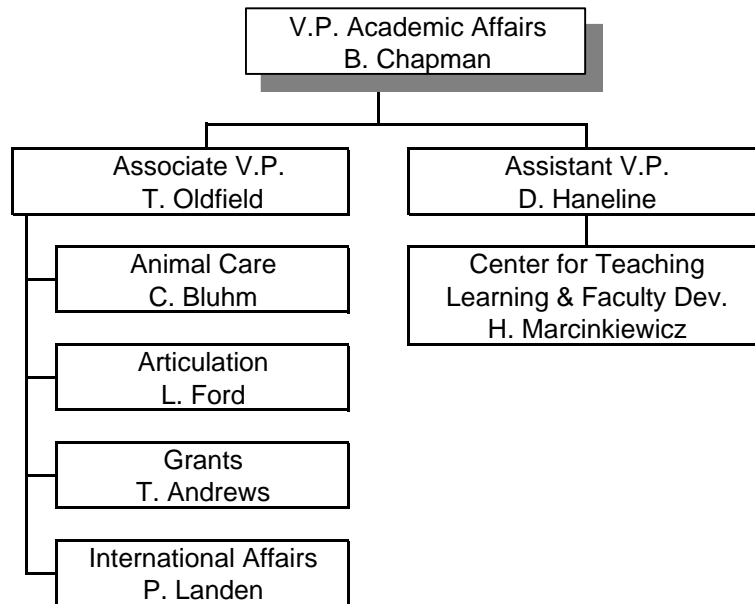 V.P. Academic Affairs
B. Chapman
Associate V.P.
T. Oldfield
Animal Care
C. Bluhm
Articulation
L. Ford
Grants
T. Andrews
International Affairs
P. Landen
Assistant V.P.
D. Haneline
Center for Teaching
Learning & Faculty Dev.
H. Marcinkiewicz